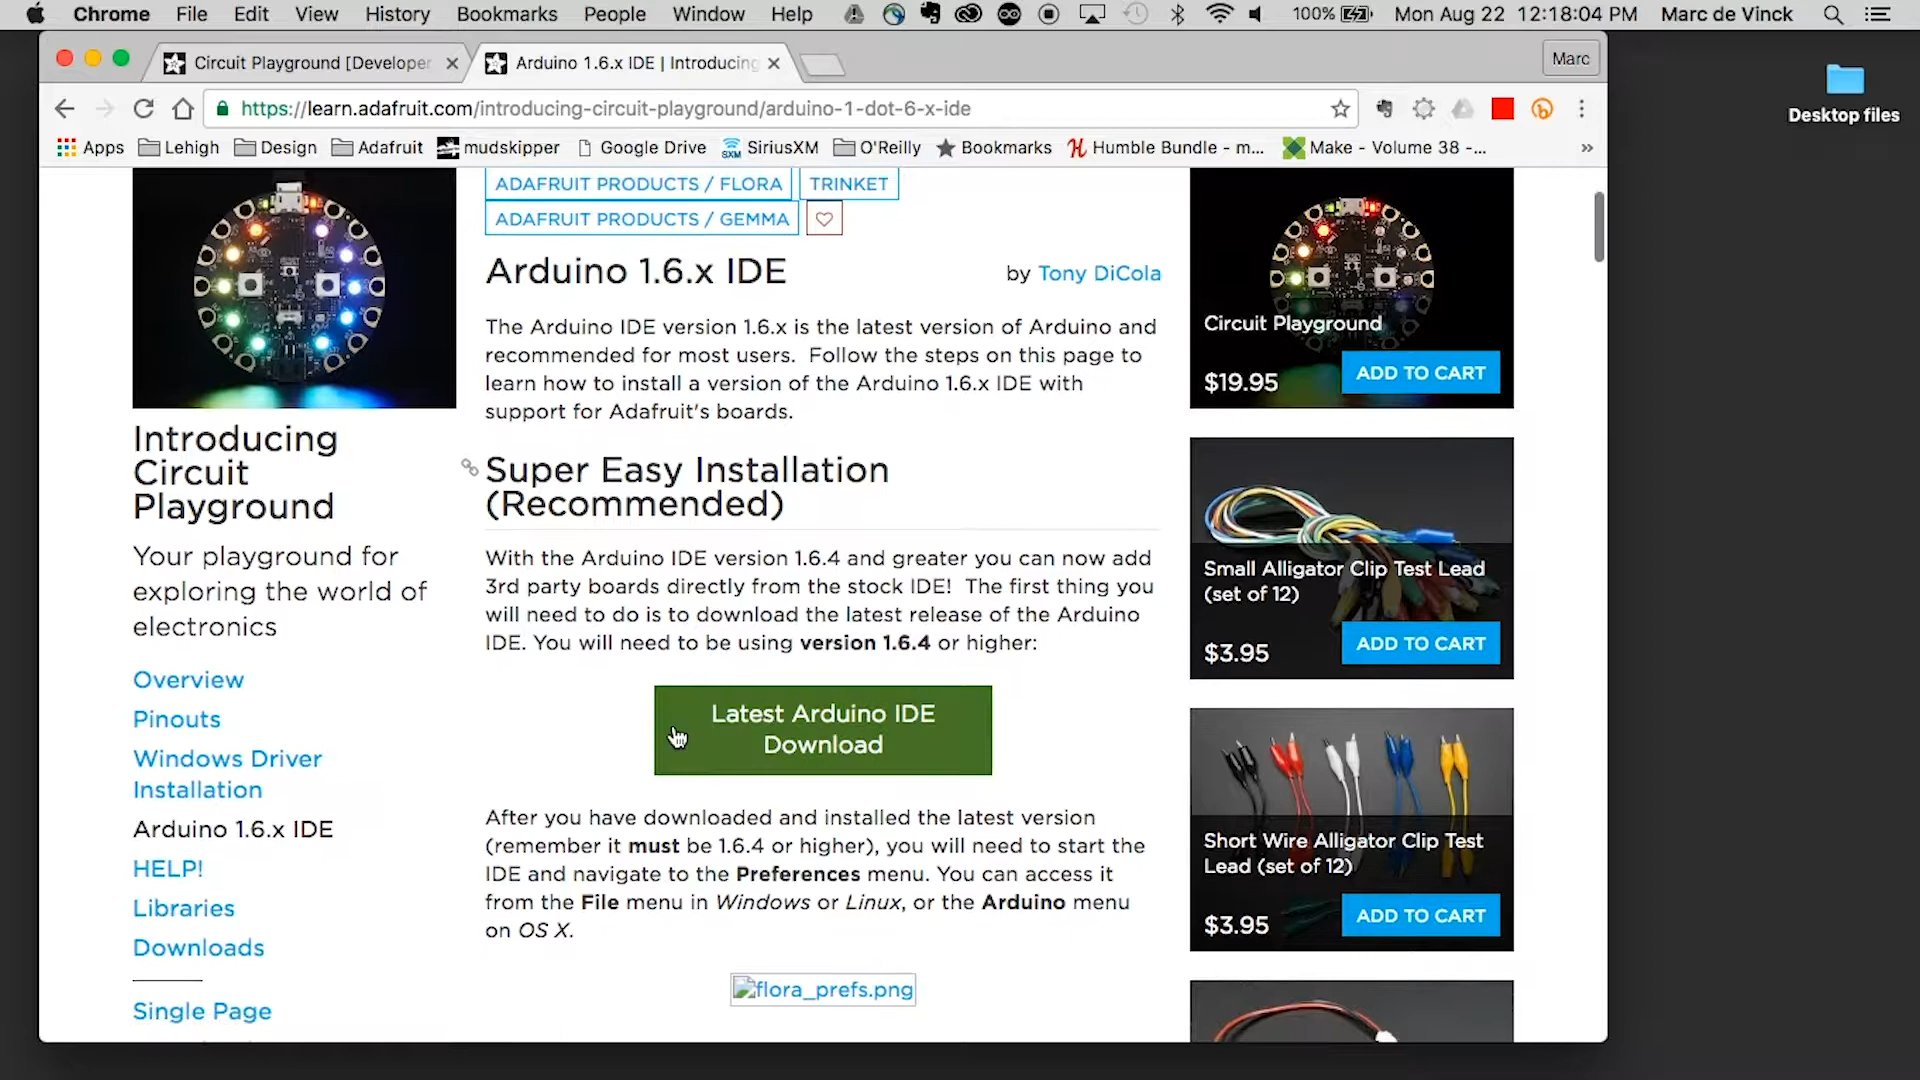 Chrome File Edit View History Bookmarks People Window Help 100% Mon Aug 22 12:18:04 PM Marc de Vinck
Circuit Playground [Developer
Arduino 1.6.x IDE | Introducing
Marc
https://learn.adafruit.com/introducing-circuit-playground/arduino-1-dot-6-x-ide
Apps Lehigh Design Adafruit mudskipper Google Drive SiriusXM O'Reilly Bookmarks Humble Bundle - m... Make - Volume 38 -... »
Desktop files
ADAFRUIT PRODUCTS / FLORA
TRINKET
ADAFRUIT PRODUCTS / GEMMA
Arduino 1.6.x IDE
by Tony DiCola
The Arduino IDE version 1.6.x is the latest version of Arduino and
recommended for most users. Follow the steps on this page to
learn how to install a version of the Arduino 1.6.x IDE with
support for Adafruit's boards.
Super Easy Installation
(Recommended)
With the Arduino IDE version 1.6.4 and greater you can now add
3rd party boards directly from the stock IDE! The first thing you
will need to do is to download the latest release of the Arduino
IDE. You will need to be using version 1.6.4 or higher:
Latest Arduino IDE
Download
After you have downloaded and installed the latest version
(remember it must be 1.6.4 or higher), you will need to start the
IDE and navigate to the Preferences menu. You can access it
from the File menu in Windows or Linux, or the Arduino menu
on OS X.
flora_prefs.png
Introducing
Circuit
Playground
Your playground for
exploring the world of
electronics
Overview
Pinouts
Windows Driver
Installation
Arduino 1.6.x IDE
HELP!
Libraries
Downloads
Single Page
Circuit Playground
$19.95
ADD TO CART
Small Alligator Clip Test Lead
(set of 12)
$3.95
ADD TO CART
Short Wire Alligator Clip Test
Lead (set of 12)
$3.95
ADD TO CART